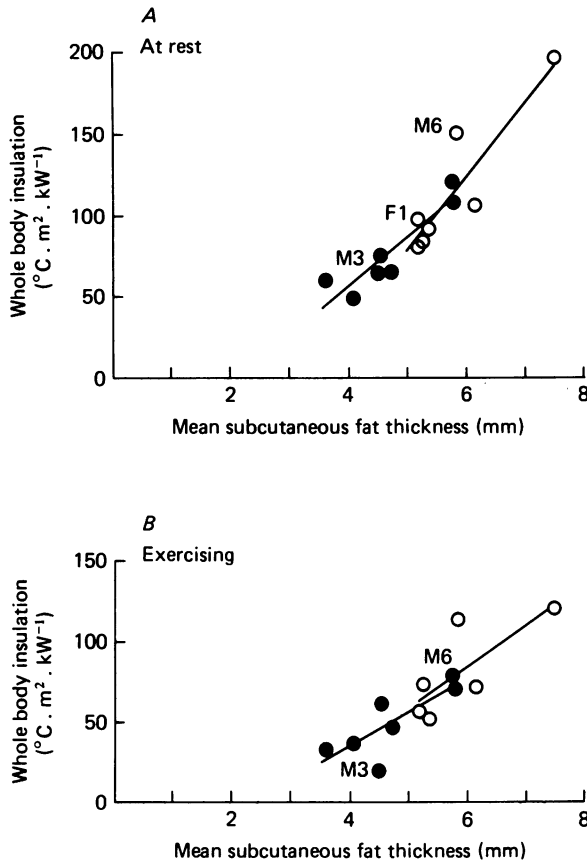 A
At rest
200
150
100
50
0
M6
F1
M3
2
4
6
8
Whole body insulation
(°C . m² . kW⁻¹)
Mean subcutaneous fat thickness (mm)
B
Exercising
150
100
50
0
M6
M3
2
4
6
8
Whole body insulation
(°C . m² . kW⁻¹)
Mean subcutaneous fat thickness (mm)